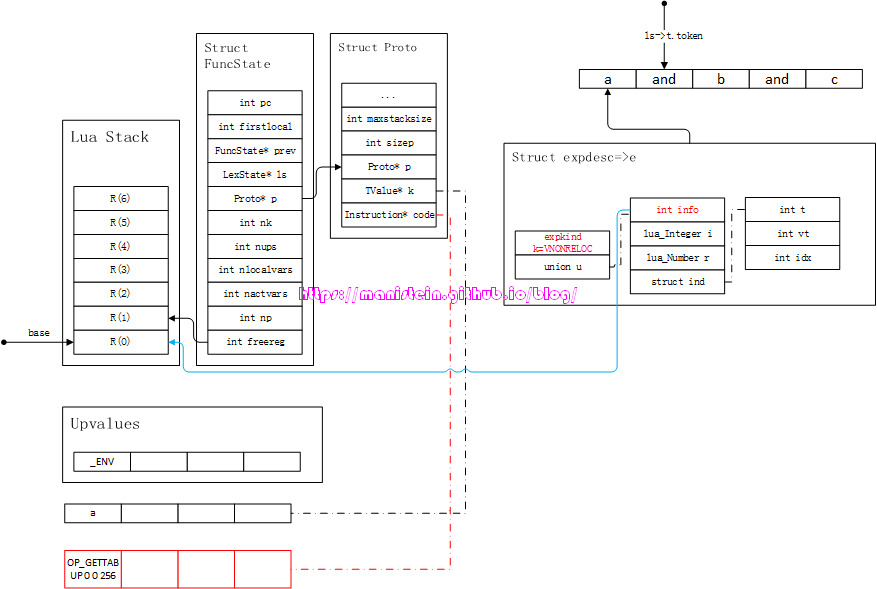 ls->t.token
a and b and c
Struct
FuncState
int pc
int firstlocal
FuncState* prev
LexState* ls
Proto* p
int nk
int nups
int nlocalvars
int nactvars
int np
int freereg
Struct Proto
...
int maxstacksize
int sizep
Proto* p
TValue* k
Instruction* code
Lua Stack
R(6)
R(5)
R(4)
R(3)
R(2)
R(1)
R(0)
base
Struct expdesc=>e
expkind
k=VNONRELOC
union u
int info
lua_Integer i
lua_Number r
struct ind
int t
int vt
int idx
https://manistein.github.io/blog/
Upvalues
_ENV
a
OP_GETTAB
UP 0 0 256